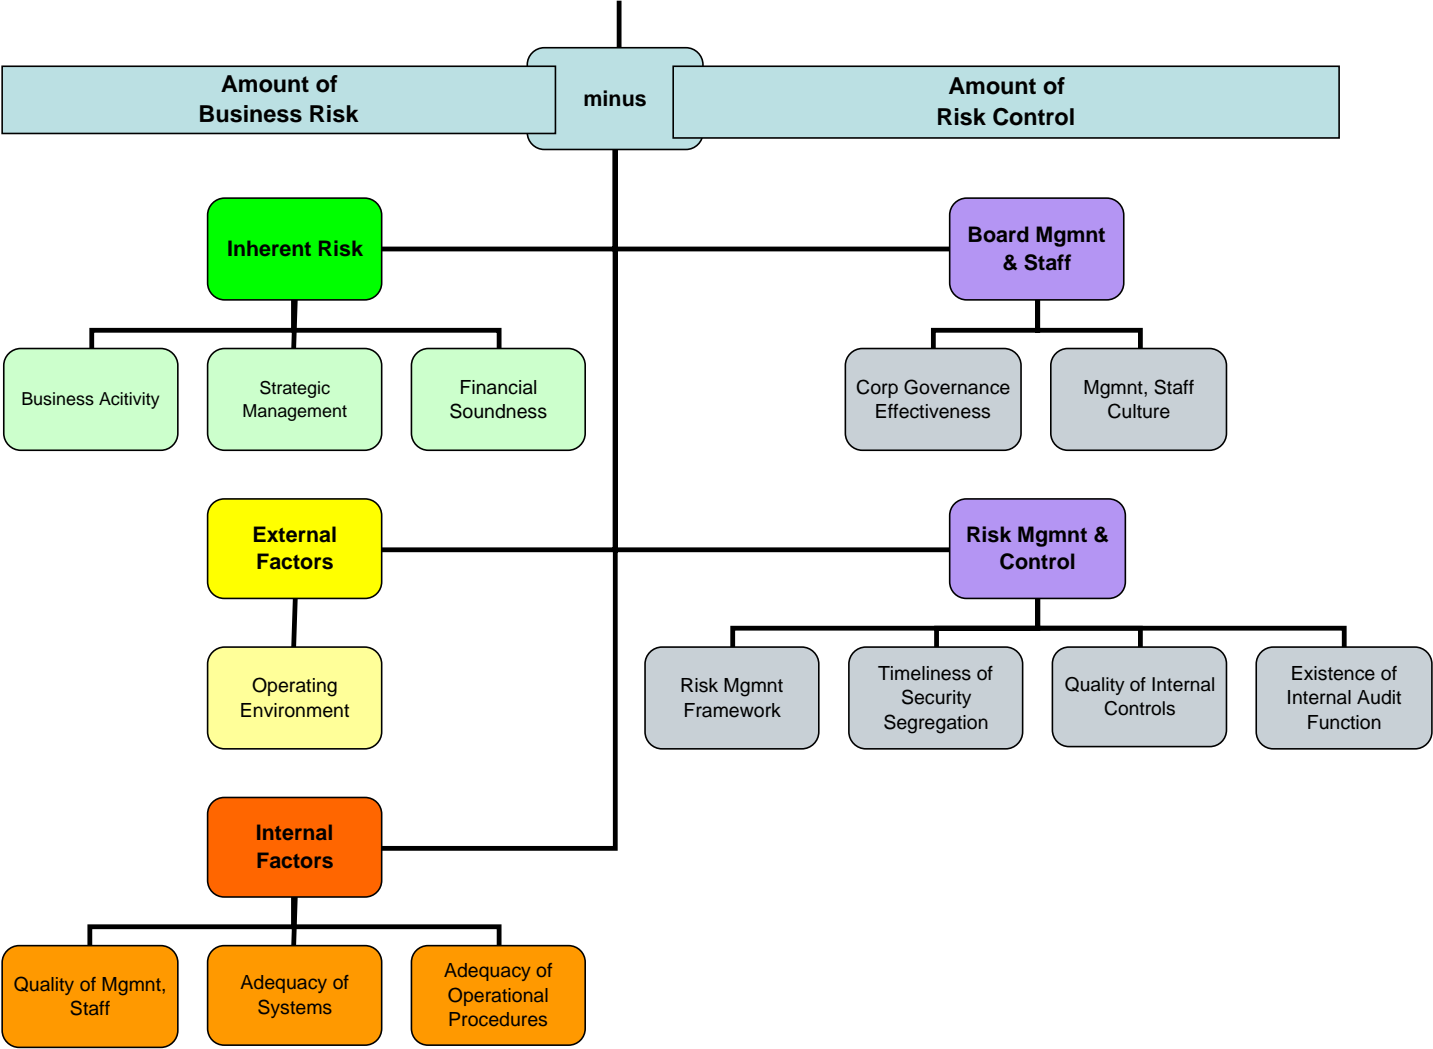 Amount of
Business Risk
minus
Amount of
Risk Control
Inherent Risk
Board Mgmnt
& Staff
Business Acitivity
Strategic
Management
Financial
Soundness
Corp Governance
Effectiveness
Mgmnt, Staff
Culture
External
Factors
Risk Mgmnt &
Control
Operating
Environment
Risk Mgmnt
Framework
Timeliness of
Security
Segregation
Quality of Internal
Controls
Existence of
Internal Audit
Function
Internal
Factors
Quality of Mgmnt,
Staff
Adequacy of
Systems
Adequacy of
Operational
Procedures